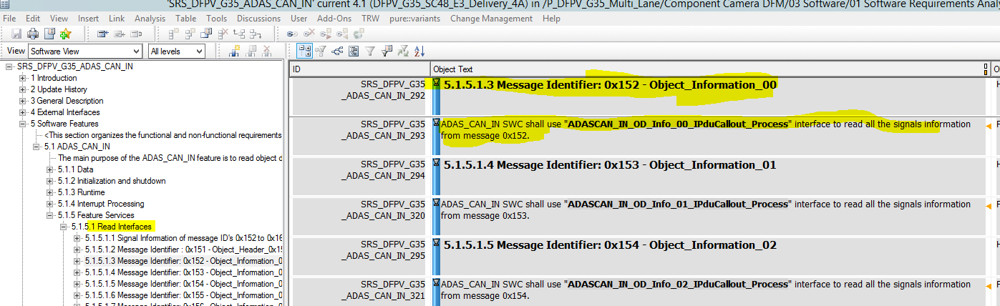 'SRS_DFPV_G35_ADAS_CAN_IN' current 4.1 (DFPV_G35_SC48_E3_Delivery_4A) in /P_DFPV_G35_Multi_Lane/Component Camera DFM/03 Software/01 Software Requirements Analy
File Edit View Insert Link Analysis Table Tools Discussions User Add-Ons TRW pure::variants Change Management Help
View Software View All levels
SRS_DFPV_G35_ADAS_CAN_IN
1 Introduction
2 Update History
3 General Description
4 External Interfaces
5 Software Features
<This section organizes the functional and non-functional requirements
5.1 ADAS_CAN_IN
The main purpose of the ADAS_CAN_IN feature is to read object d
5.1.1 Data
5.1.2 Initialization and shutdown
5.1.3 Runtime
5.1.4 Interrupt Processing
5.1.5 Feature Services
5.1.5.1 Read Interfaces
5.1.5.1.1 Signal Information of message ID's 0x152 to 0x16
5.1.5.1.2 Message Identifier : 0x151 - Object_Header_0x15
5.1.5.1.3 Message Identifier: 0x152 - Object_Information_0
5.1.5.1.4 Message Identifier: 0x153 - Object_Information_0
5.1.5.1.5 Message Identifier: 0x154 - Object_Information_0
5.1.5.1.6 Message Identifier: 0x155 - Object_Information_0
5.1.5.1.7 Message Identifier: 0x156 - Object_Information_0
ID Object Text O
SRS_DFPV_G35
_ADAS_CAN_IN_292
5.1.5.1.3 Message Identifier: 0x152 - Object_Information_00
H
SRS_DFPV_G35
_ADAS_CAN_IN_293
ADAS_CAN_IN SWC shall use "ADASCAN_IN_OD_Info_00_IPduCallout_Process" interface to read all the signals information
from message 0x152.
F
SRS_DFPV_G35
_ADAS_CAN_IN_294
5.1.5.1.4 Message Identifier: 0x153 - Object_Information_01
H
SRS_DFPV_G35
_ADAS_CAN_IN_320
ADAS_CAN_IN SWC shall use "ADASCAN_IN_OD_Info_01_IPduCallout_Process" interface to read all the signals information
from message 0x153.
F
SRS_DFPV_G35
_ADAS_CAN_IN_295
5.1.5.1.5 Message Identifier: 0x154 - Object_Information_02
H
SRS_DFPV_G35
_ADAS_CAN_IN_321
ADAS_CAN_IN SWC shall use "ADASCAN_IN_OD_Info_02_IPduCallout_Process" interface to read all the signals information
from message 0x154.
F